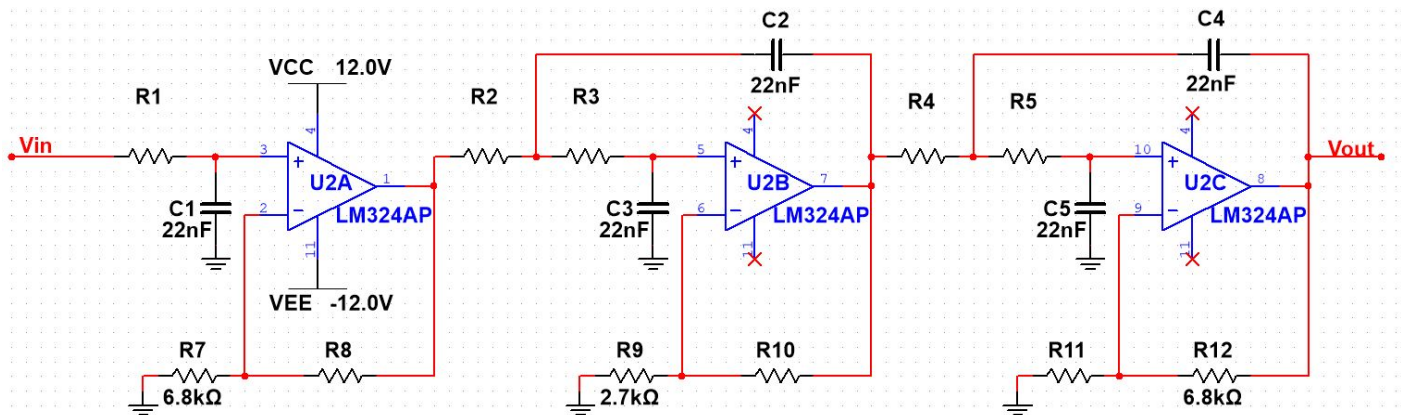 C2
22nF
C4
22nF
VCC 12.0V
R1
R2
R3
R4
R5
Vin
3
4
1
2
11
U2A
LM324AP
C1
22nF
VEE -12.0V
5
4
7
6
11
U2B
LM324AP
C3
22nF
10
4
8
9
11
U2C
LM324AP
C5
22nF
Vout
R7
6.8kΩ
R8
R9
2.7kΩ
R10
R11
R12
6.8kΩ